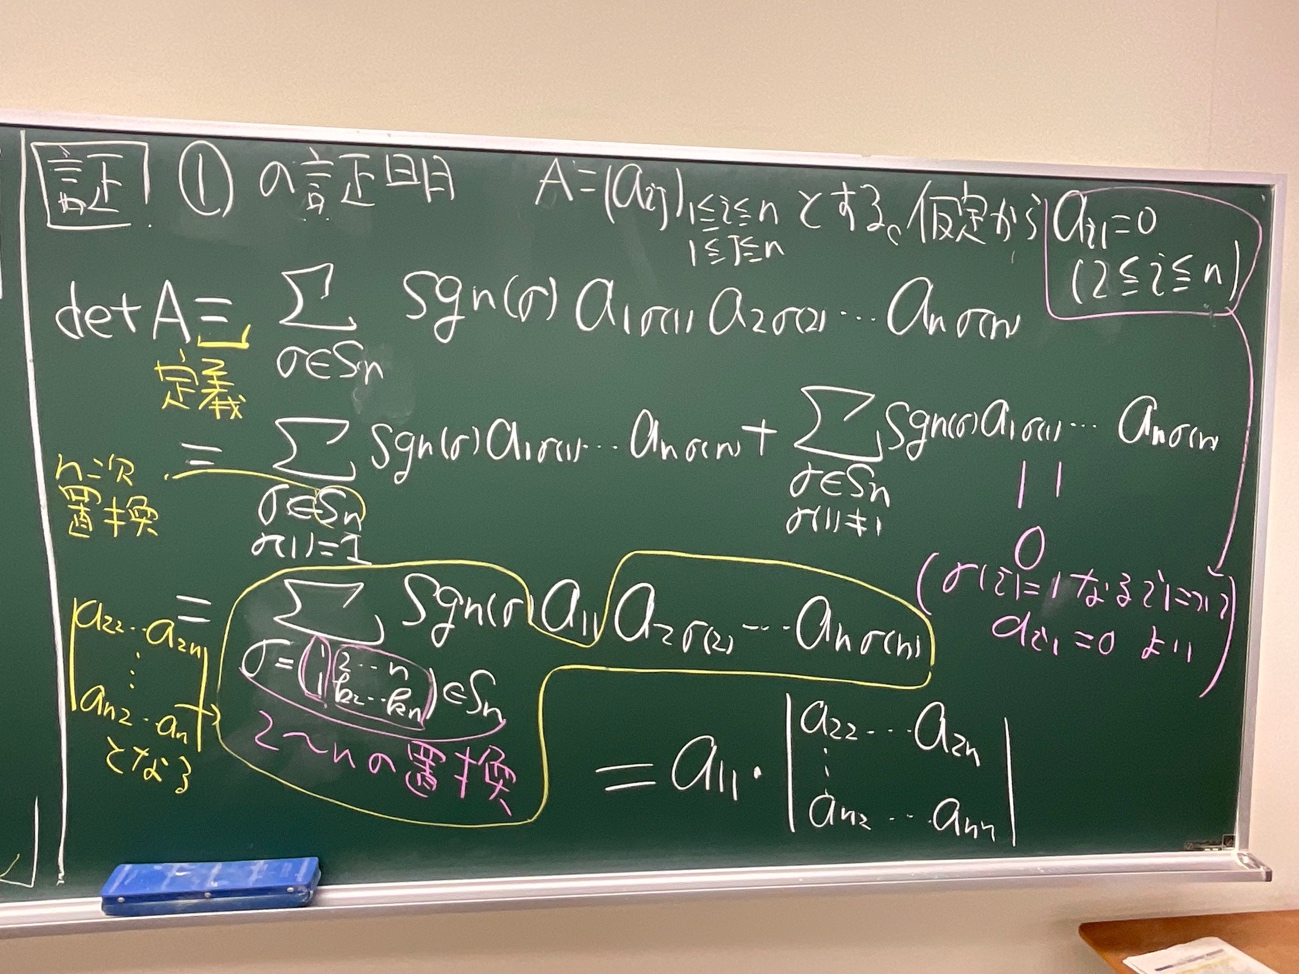 証 ①の証明 A=(aij)1≦i≦n 1≦j≦n とする。仮定から ai1=0 (2≦i≦n)
det A = Σ σ∈Sn sgn(σ) a1σ(1) a2σ(2) … anσ(n)
定義
= Σ σ∈Sn σ(1)=1 sgn(σ) a1σ(1) … anσ(n) + Σ σ∈Sn σ(1)≠1 sgn(σ) a1σ(1) … anσ(n)
n次
置換
||
0
(σ(i)=1 なる
ai1=0 より)
= Σ sgn(σ) a11 a2σ(2) … anσ(n)
σ = (1 2 … n
1 k2 … kn) ∈ Sn
2〜nの置換
|a22 … a2n
⋮
an2 … an|
となる
= a11 · |a22 … a2n
⋮
an2 … ann|